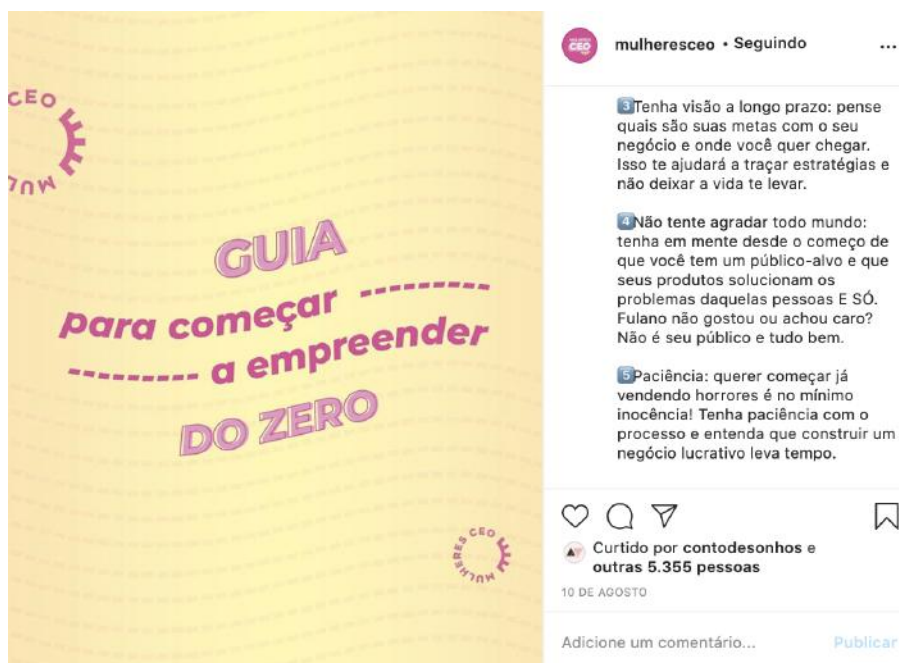 CEO
MU
GUIA
para começar
a empreender
DO ZERO
MULHERES CEO
MULHERES
CEO
mulheresceo • Seguindo
...
3 Tenha visão a longo prazo: pense
quais são suas metas com o seu
negócio e onde você quer chegar.
Isso te ajudará a traçar estratégias e
não deixar a vida te levar.
4 Não tente agradar todo mundo:
tenha em mente desde o começo de
que você tem um público-alvo e que
seus produtos solucionam os
problemas daquelas pessoas E SÓ.
Fulano não gostou ou achou caro?
Não é seu público e tudo bem.
5 Paciência: querer começar já
vendendo horrores é no mínimo
inocência! Tenha paciência com o
processo e entenda que construir um
negócio lucrativo leva tempo.
Curtido por contodesonhos e
outras 5.355 pessoas
10 DE AGOSTO
Adicione um comentário...
Publicar